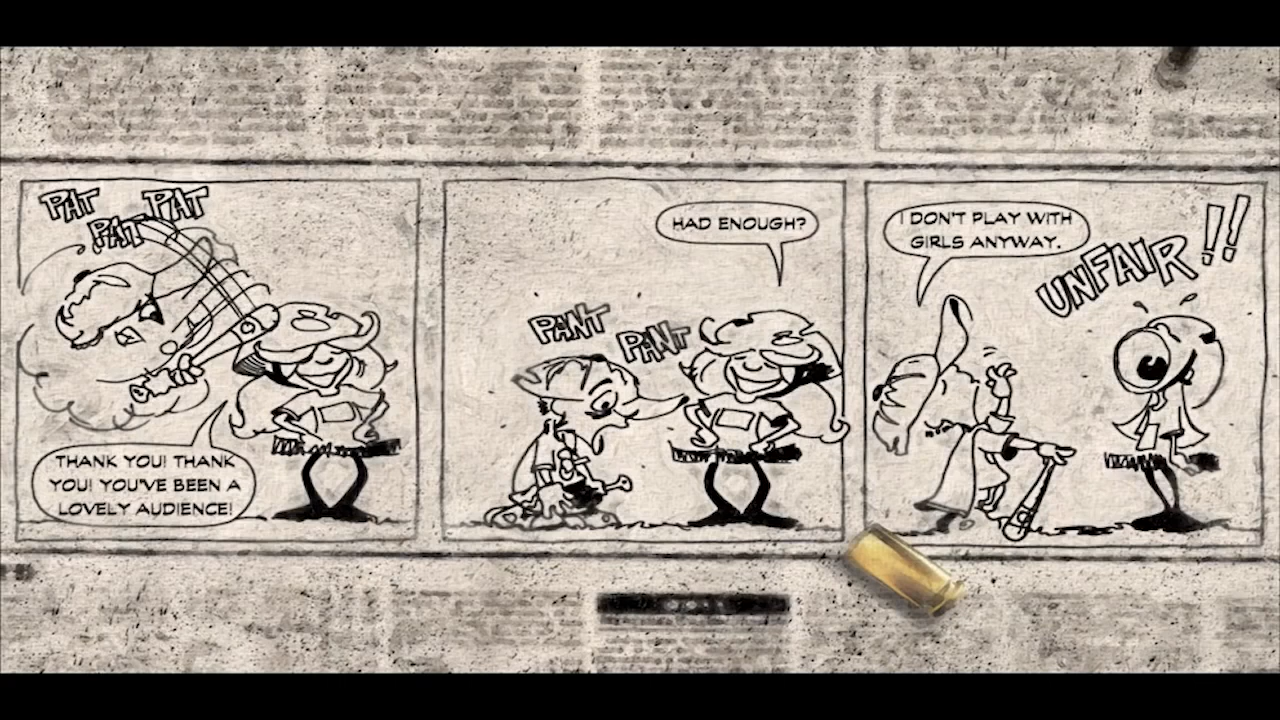 PAT
PAT
PAT
THANK YOU! THANK
YOU! YOU'VE BEEN A
LOVELY AUDIENCE!
HAD ENOUGH?
PANT
PANT
I DON'T PLAY WITH
GIRLS ANYWAY.
UNFAIR!!